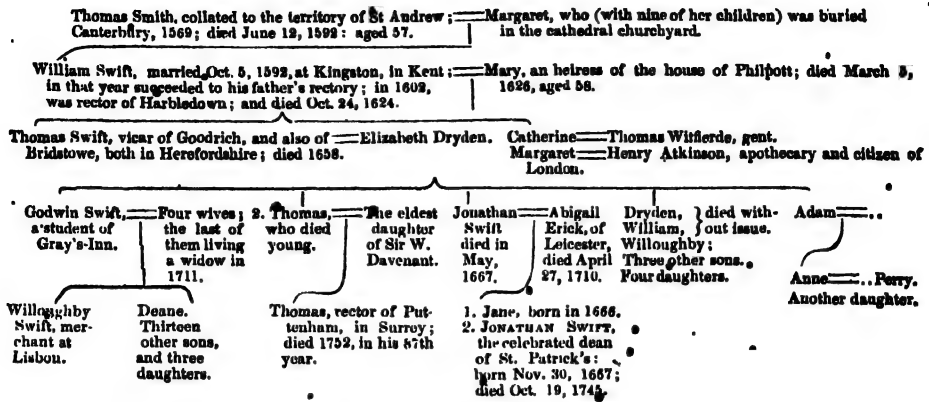 Thomas Smith, collated to the territory of St Andrew;
Canterbury, 1569; died June 12, 1592: aged 57.
Margaret, who (with nine of her children) was buried
in the cathedral churchyard.
William Swift, married Oct. 5, 1592, at Kingston, in Kent;
in that year succeeded to his father's rectory; in 1602,
was rector of Harbledown; and died Oct. 24, 1624.
Mary, an heiress of the house of Philpott; died March 5,
1626, aged 58.
Thomas Swift, vicar of Goodrich, and also of
Bridstowe, both in Herefordshire; died 1658.
Elizabeth Dryden.
Catherine
Thomas Witflerde, gent.
Margaret
Henry Atkinson, apothecary and citizen of
London.
Godwin Swift,
a student of
Gray's-Inn.
Four wives;
the last of
them living
a widow in
1711.
2. Thomas,
who died
young.
The eldest
daughter
of Sir W.
Davenant.
Jonathan
Swift
died in
May,
1667.
Abigail
Erick, of
Leicester,
died April
27, 1710.
Dryden,
William,
Willoughby;
Three other sons.
Four daughters.
died with-
out issue.
Adam
..
Anne
..Perry.
Another daughter.
Willoughby
Swift, mer-
chant at
Lisbou.
Deane.
Thirteen
other sons,
and three
daughters.
Thomas, rector of Put-
tenham, in Surrey;
died 1752, in his 87th
year.
1. Jane, born in 1666.
2. JONATHAN SWIFT,
the celebrated dean
of St. Patrick's:
born Nov. 30, 1667;
died Oct. 19, 1745.